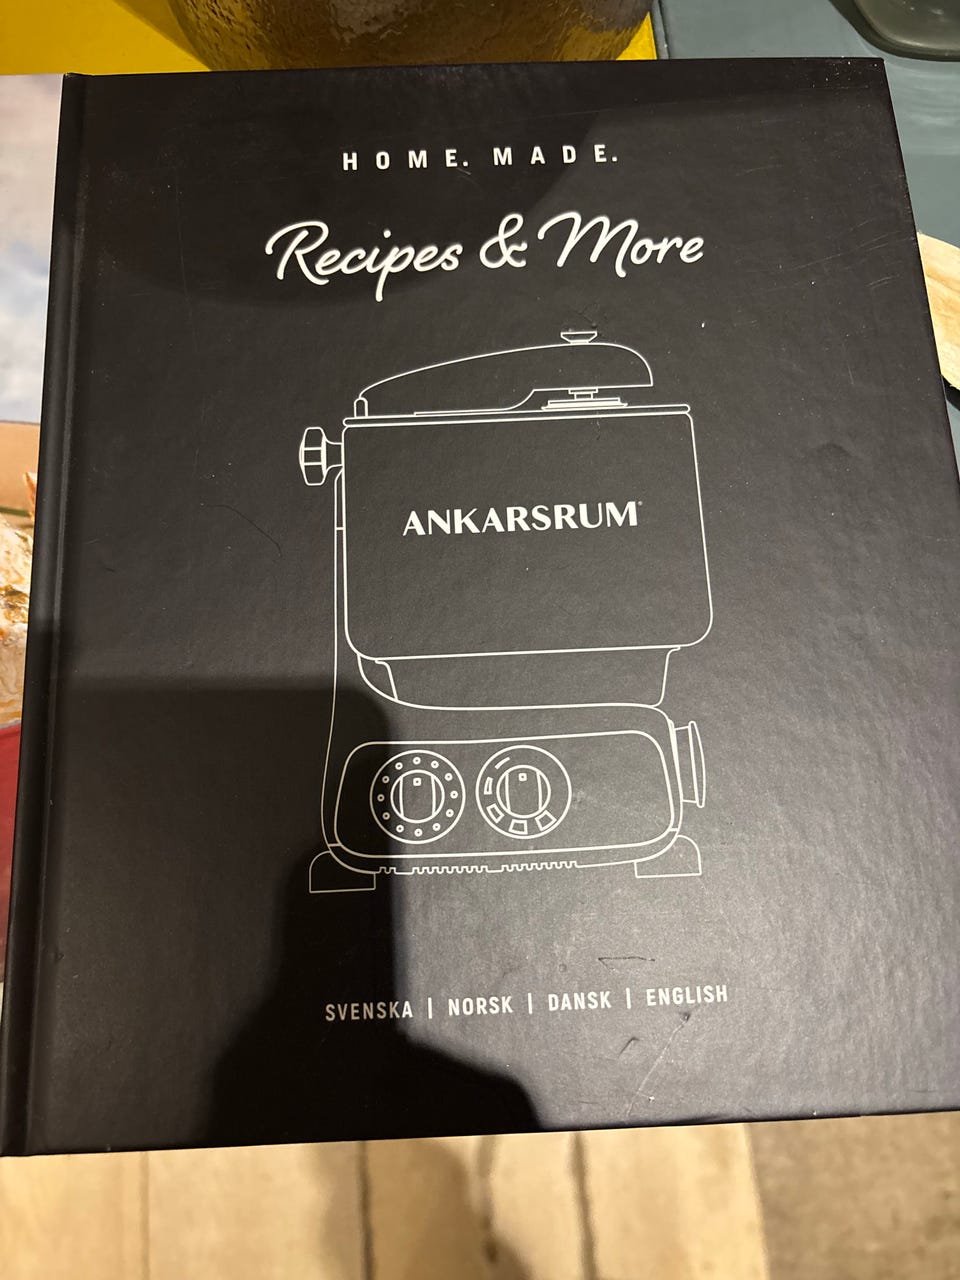 HOME. MADE.
Recipes & More
ANKARSRUM
SVENSKA | NORSK | DANSK | ENGLISH